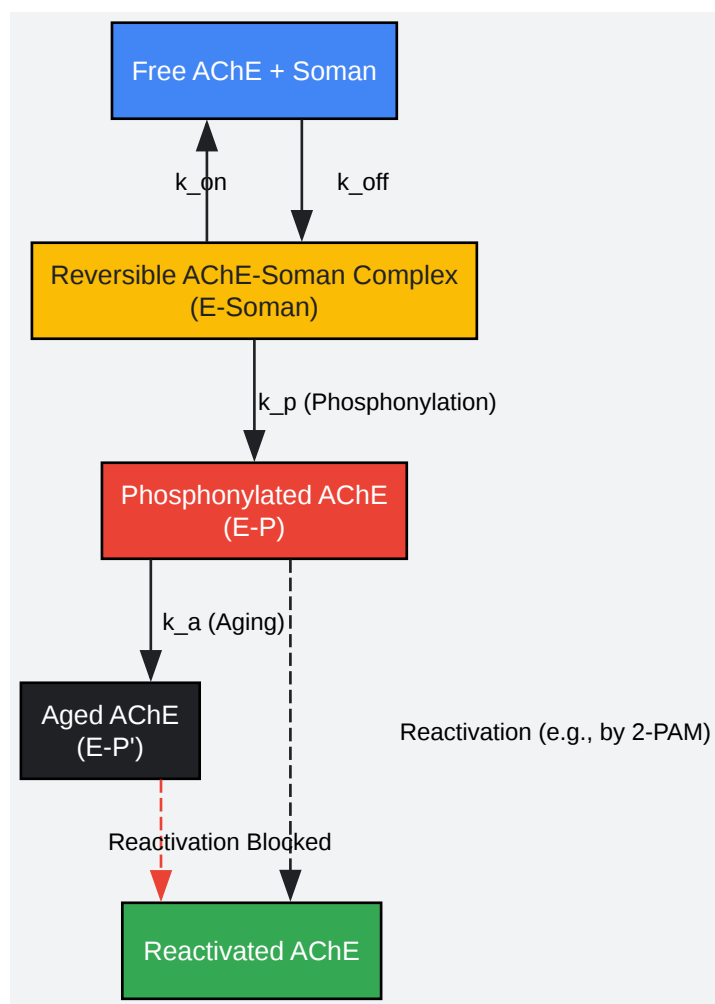 Free AChE + Soman
k_on
k_off
Reversible AChE-Soman Complex
(E-Soman)
k_p (Phosphonylation)
Phosphonylated AChE
(E-P)
k_a (Aging)
Aged AChE
(E-P')
Reactivation (e.g., by 2-PAM)
Reactivation Blocked
Reactivated AChE